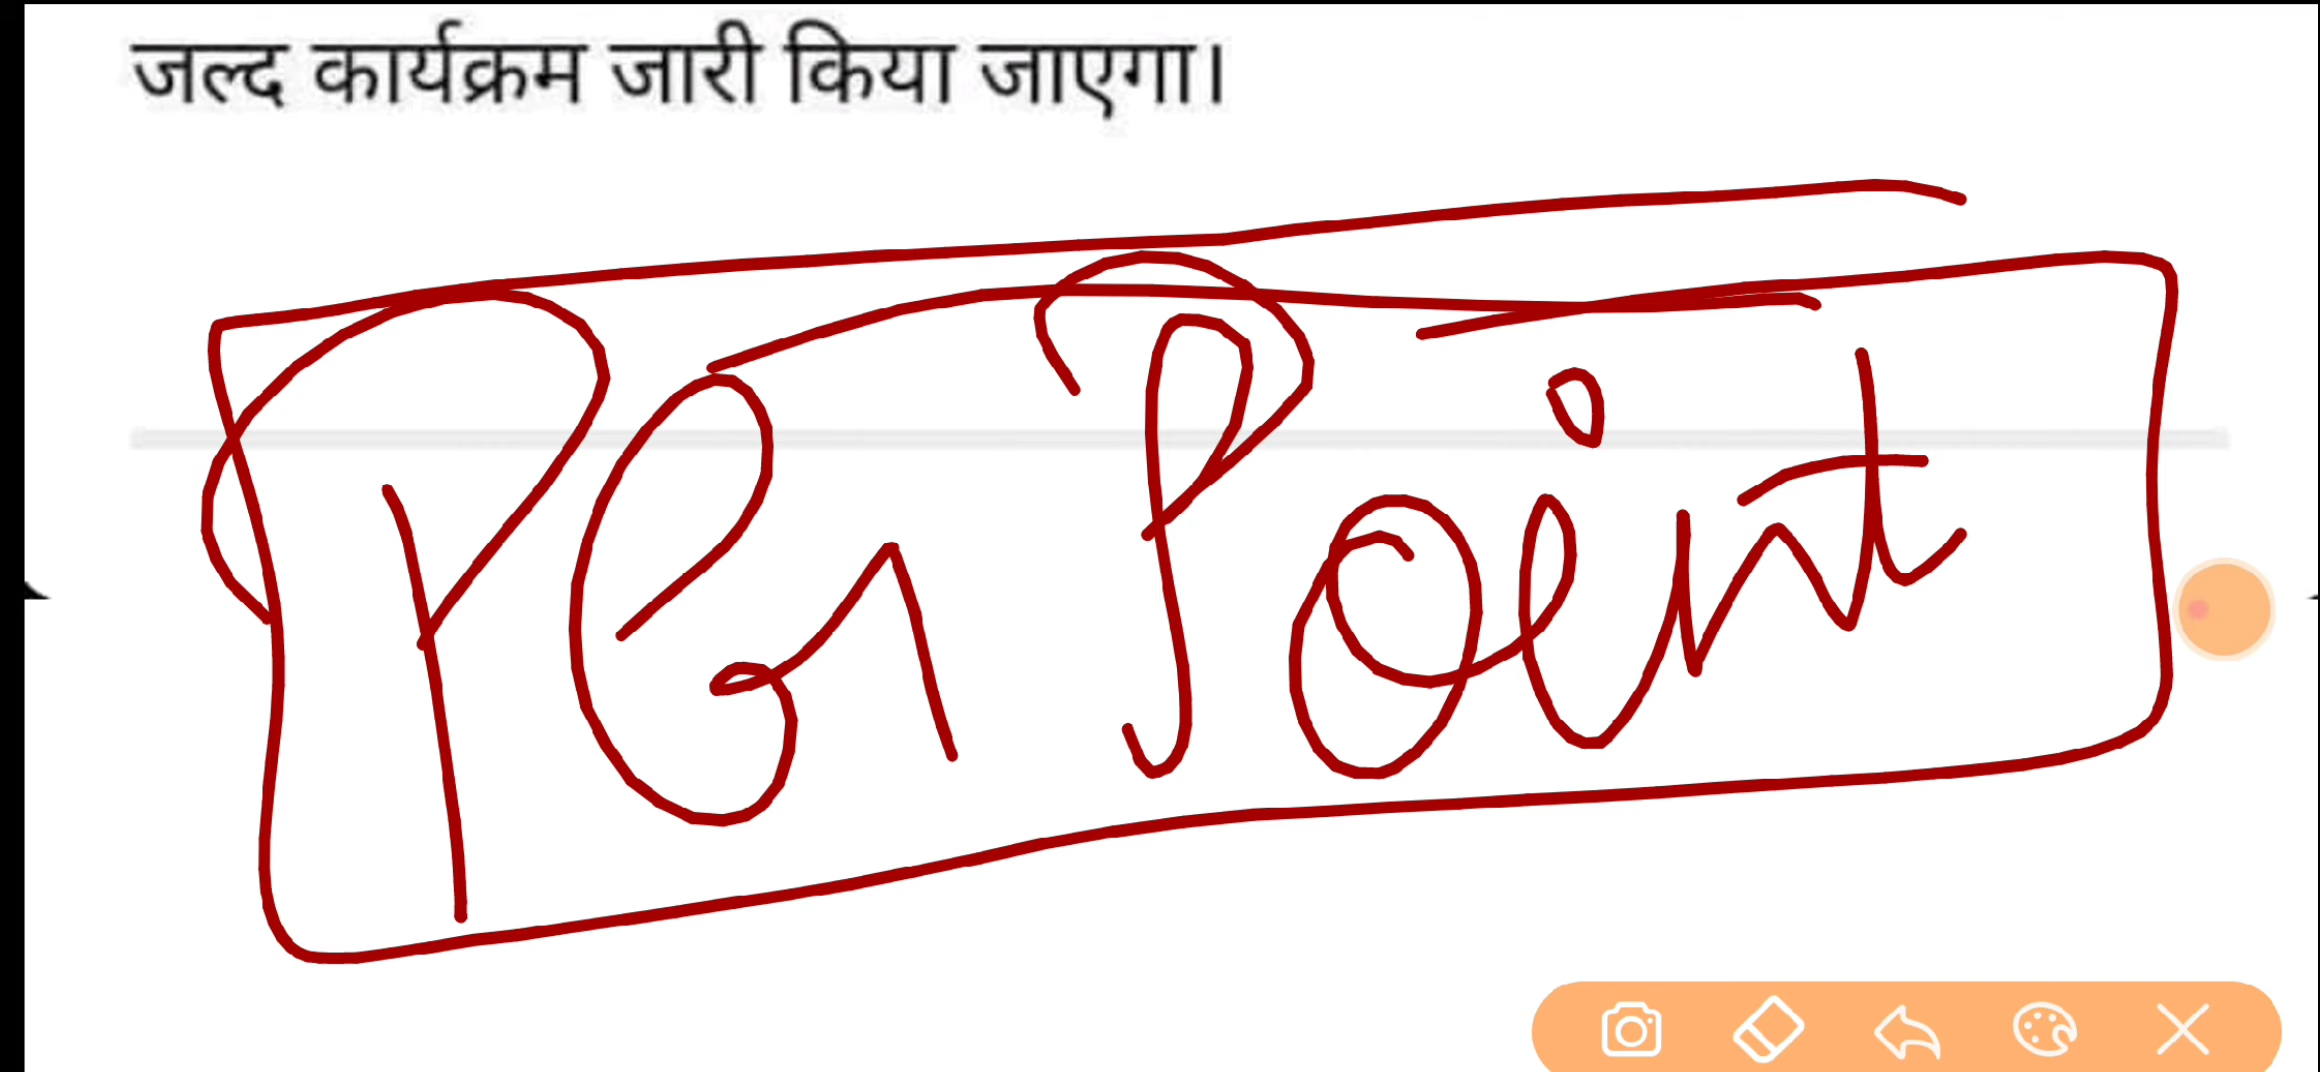 जल्द कार्यक्रम जारी किया जाएगा।
PG Point